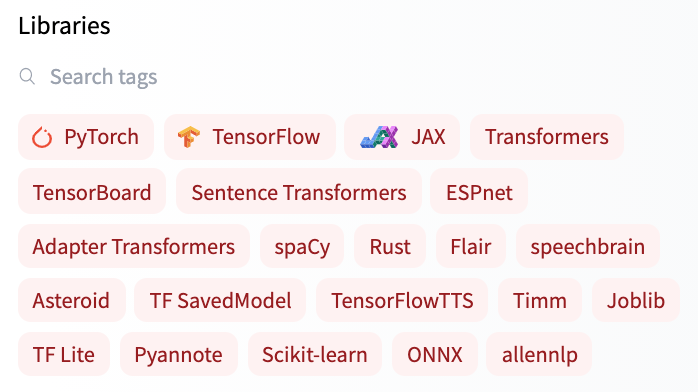 Libraries
Search tags
PyTorch TensorFlow JAX Transformers
TensorBoard Sentence Transformers ESPnet
Adapter Transformers spaCy Rust Flair speechbrain
Asteroid TF SavedModel TensorFlowTTS Timm Joblib
TF Lite Pyannote Scikit-learn ONNX allennlp